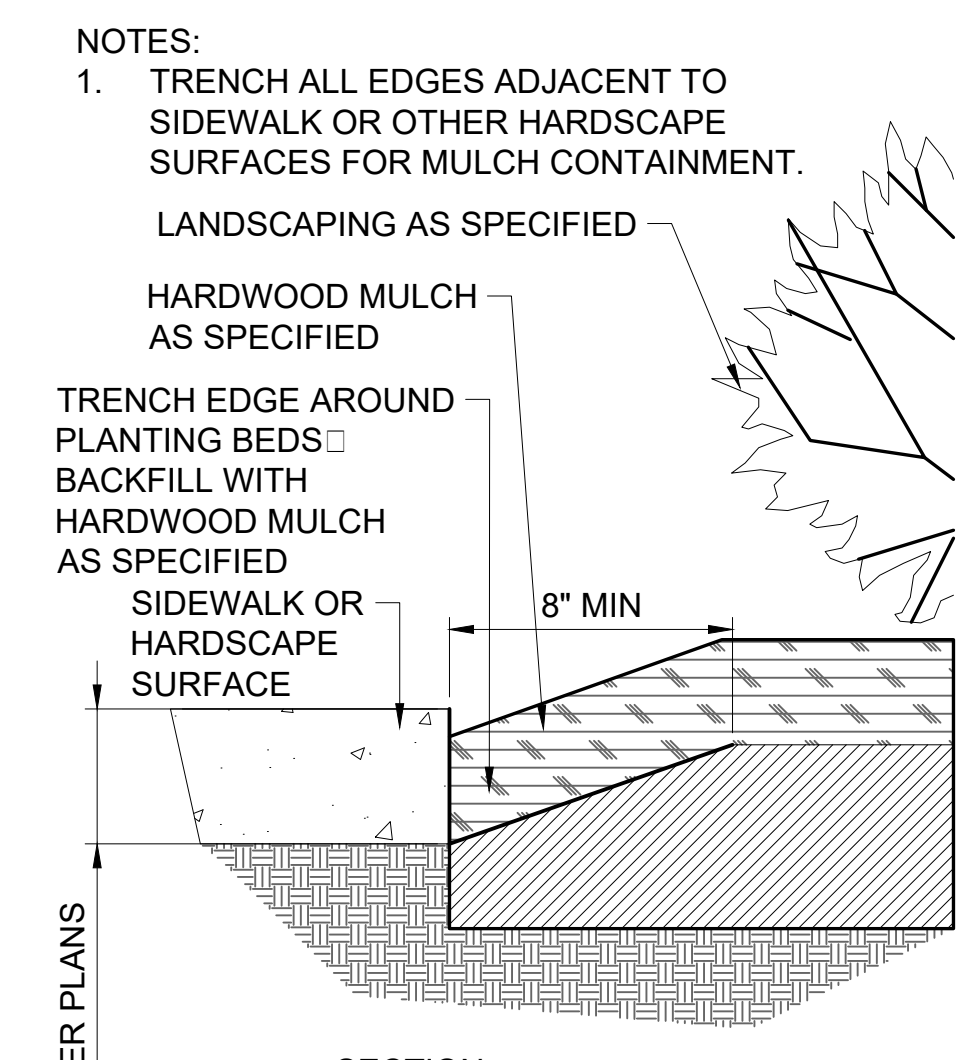 NOTES:
1. TRENCH ALL EDGES ADJACENT TO
SIDEWALK OR OTHER HARDSCAPE
SURFACES FOR MULCH CONTAINMENT.
LANDSCAPING AS SPECIFIED
HARDWOOD MULCH
AS SPECIFIED
TRENCH EDGE AROUND
PLANTING BEDS□
BACKFILL WITH
HARDWOOD MULCH
AS SPECIFIED
SIDEWALK OR
HARDSCAPE
SURFACE
8" MIN
ER PLANS
SECTION